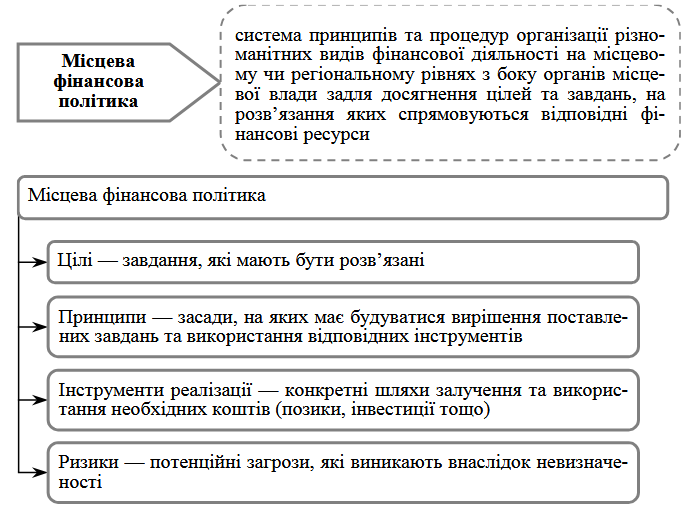 Місцева
фінансова
політика
система принципів та процедур організації різно-
манітних видів фінансової діяльності на місцево-
му чи регіональному рівнях з боку органів місце-
вої влади задля досягнення цілей та завдань, на
розв’язання яких спрямовуються відповідні фі-
нансові ресурси
Місцева фінансова політика
Цілі — завдання, які мають бути розв’язані
Принципи — засади, на яких має будуватися вирішення поставле-
них завдань та використання відповідних інструментів
Інструменти реалізації — конкретні шляхи залучення та викорис-
тання необхідних коштів (позики, інвестиції тощо)
Ризики — потенційні загрози, які виникають внаслідок невизначе-
ності